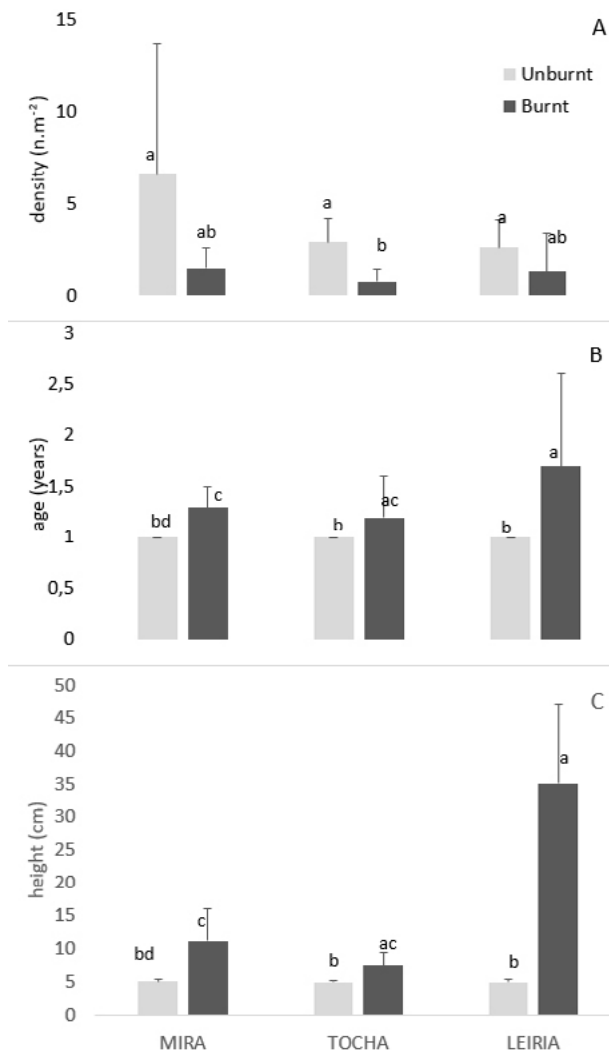 15
A
Unburnt
Burnt
10
density (n.m⁻²)
a
a
a
5
ab
b
ab
0
3
B
2,5
2
age (years)
a
1,5
c
ac
bd
b
b
1
0,5
0
50
C
45
40
a
35
30
height (cm)
25
20
15
c
10
bd
b
ac
b
5
0
MIRA
TOCHA
LEIRIA